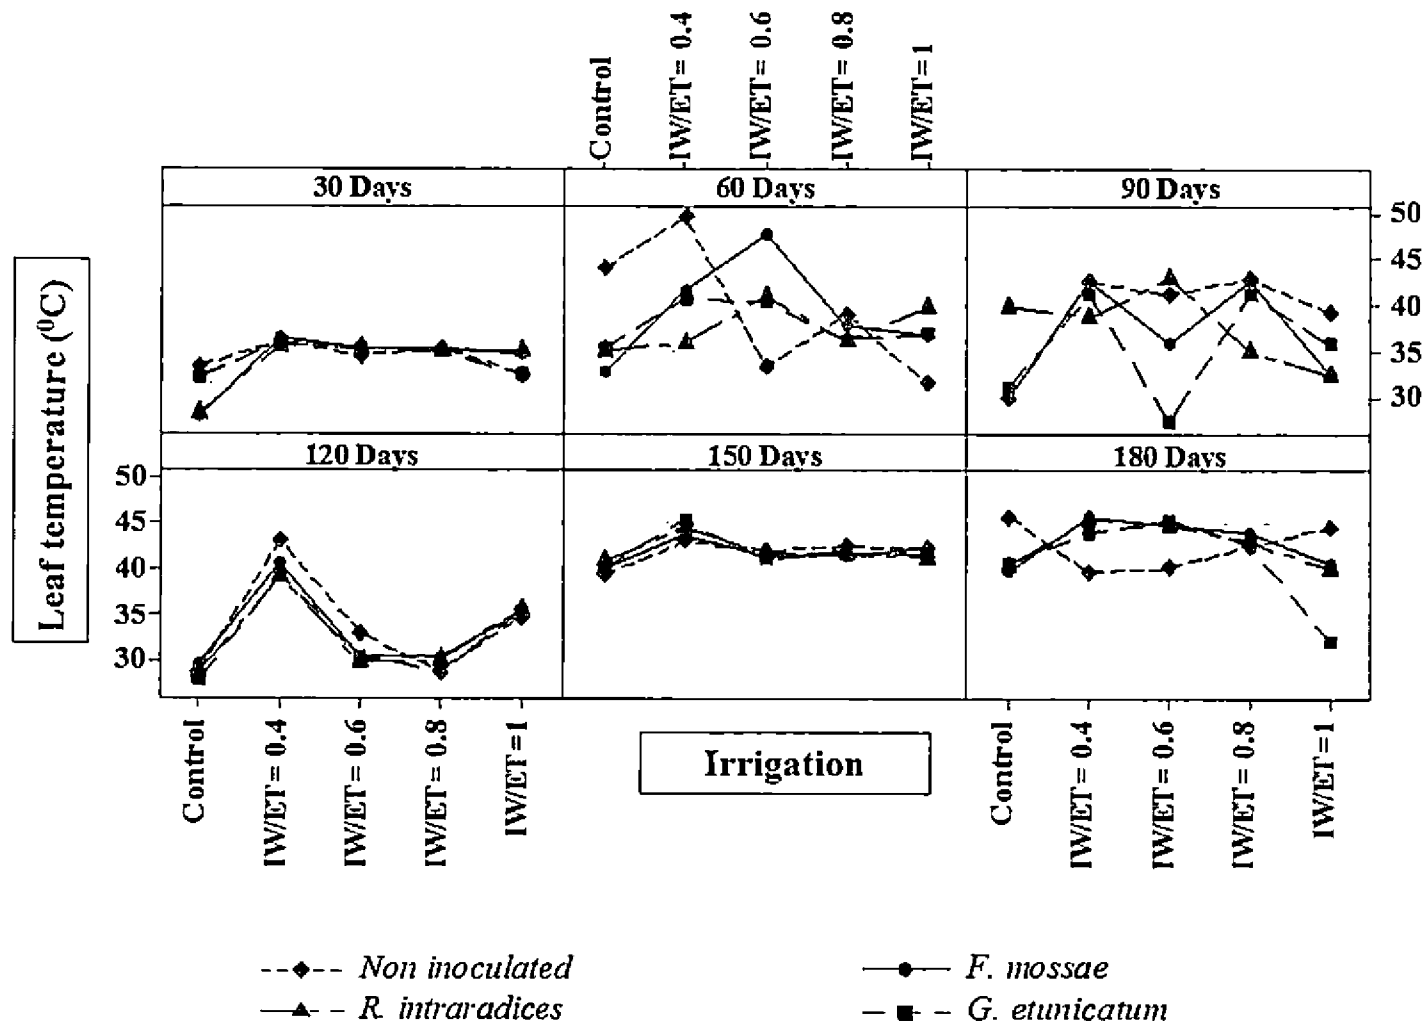 Control
IW/ET= 0.4
IW/ET= 0.6
IW/ET= 0.8
IW/ET=1
30 Days
60 Days
90 Days
50
45
40
35
30
Leaf temperature (⁰C)
120 Days
150 Days
180 Days
50
45
40
35
30
Control
IW/ET= 0.4
IW/ET= 0.6
IW/ET= 0.8
IW/ET=1
Irrigation
Control
IW/ET= 0.4
IW/ET= 0.6
IW/ET= 0.8
IW/ET=1
Non inoculated
F. mossae
R. intraradices
G. etunicatum